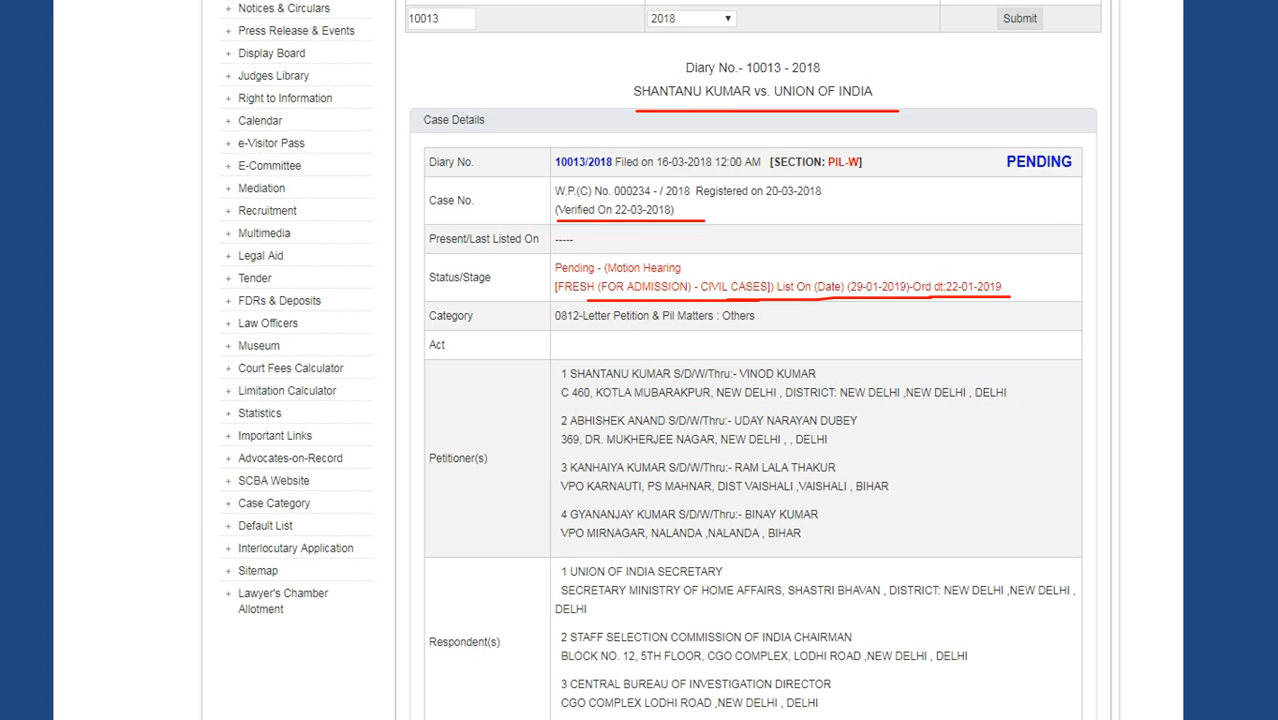 Notices & Circulars
Press Release & Events
Display Board
Judges Library
Right to Information
Calendar
e-Visitor Pass
E-Committee
Mediation
Recruitment
Multimedia
Legal Aid
Tender
FDRs & Deposits
Law Officers
Museum
Court Fees Calculator
Limitation Calculator
Statistics
Important Links
Advocates-on-Record
SCBA Website
Case Category
Default List
Interlocutary Application
Sitemap
Lawyer's Chamber
Allotment
10013 2018 Submit
Diary No.- 10013 - 2018
SHANTANU KUMAR vs. UNION OF INDIA
Case Details
Diary No. 10013/2018 Filed on 16-03-2018 12:00 AM [SECTION: PIL-W] PENDING
Case No. W.P.(C) No. 000234 - / 2018 Registered on 20-03-2018
(Verified On 22-03-2018)
Present/Last Listed On -----
Status/Stage Pending - (Motion Hearing
[FRESH (FOR ADMISSION) - CIVIL CASES]) List On (Date) (29-01-2019)-Ord dt:22-01-2019
Category 0812-Letter Petition & Pil Matters : Others
Act
Petitioner(s)
1 SHANTANU KUMAR S/D/W/Thru:- VINOD KUMAR
C 460, KOTLA MUBARAKPUR, NEW DELHI , DISTRICT: NEW DELHI ,NEW DELHI , DELHI
2 ABHISHEK ANAND S/D/W/Thru:- UDAY NARAYAN DUBEY
369, DR. MUKHERJEE NAGAR, NEW DELHI , , DELHI
3 KANHAIYA KUMAR S/D/W/Thru:- RAM LALA THAKUR
VPO KARNAUTI, PS MAHNAR, DIST VAISHALI ,VAISHALI , BIHAR
4 GYANANJAY KUMAR S/D/W/Thru:- BINAY KUMAR
VPO MIRNAGAR, NALANDA ,NALANDA , BIHAR
Respondent(s)
1 UNION OF INDIA SECRETARY
SECRETARY MINISTRY OF HOME AFFAIRS, SHASTRI BHAVAN , DISTRICT: NEW DELHI ,NEW DELHI ,
DELHI
2 STAFF SELECTION COMMISSION OF INDIA CHAIRMAN
BLOCK NO. 12, 5TH FLOOR, CGO COMPLEX, LODHI ROAD ,NEW DELHI , DELHI
3 CENTRAL BUREAU OF INVESTIGATION DIRECTOR
CGO COMPLEX LODHI ROAD ,NEW DELHI , DELHI